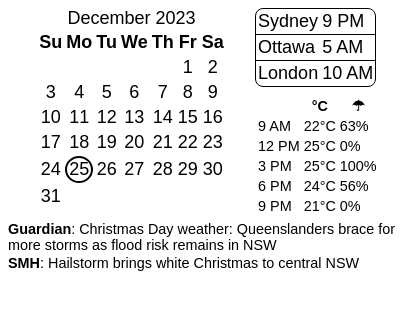 December 2023
Su Mo Tu We Th Fr Sa
1 2
3 4 5 6 7 8 9
10 11 12 13 14 15 16
17 18 19 20 21 22 23
24 25 26 27 28 29 30
31
Sydney 9 PM
Ottawa 5 AM
London 10 AM
°C ☂
9 AM 22°C 63%
12 PM 25°C 0%
3 PM 25°C 100%
6 PM 24°C 56%
9 PM 21°C 0%
Guardian: Christmas Day weather: Queenslanders brace for
more storms as flood risk remains in NSW
SMH: Hailstorm brings white Christmas to central NSW